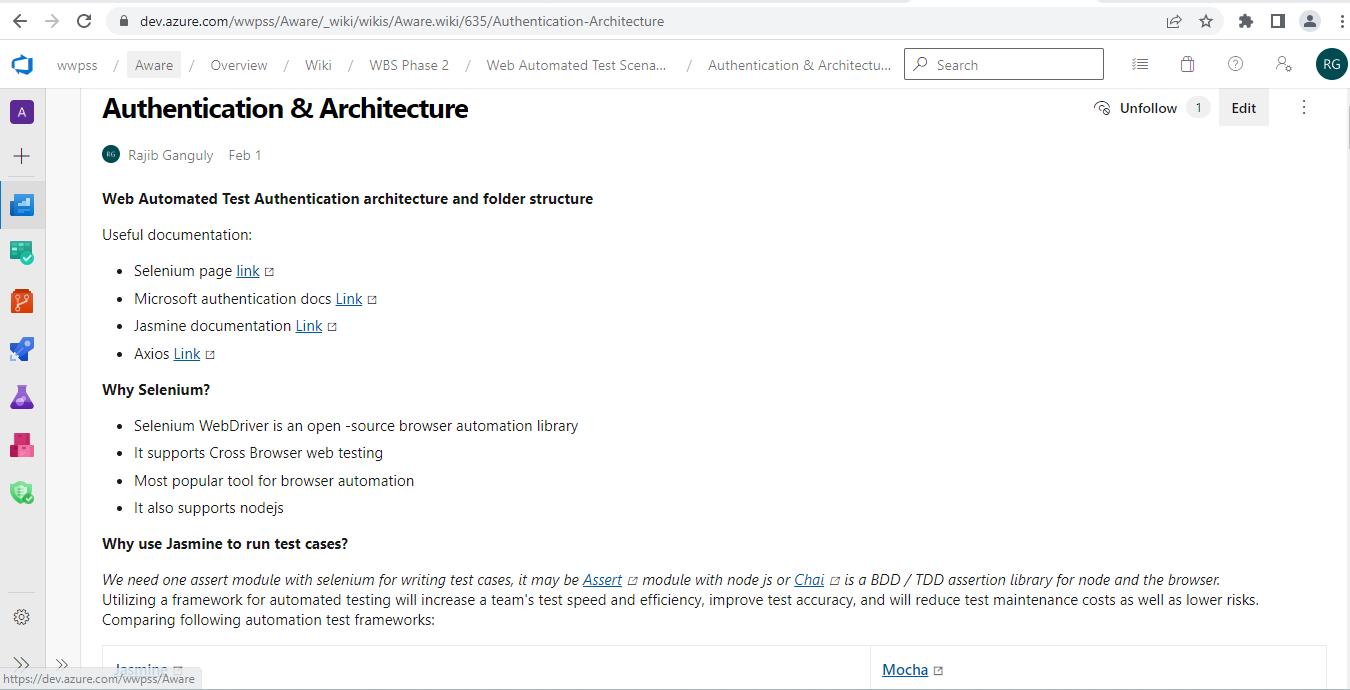 dev.azure.com/wwpss/Aware/_wiki/wikis/Aware.wiki/635/Authentication-Architecture
wwpss / Aware / Overview / Wiki / WBS Phase 2 / Web Automated Test Scena... / Authentication & Architectu... Search RG
A
Authentication & Architecture
Unfollow 1 Edit
RG Rajib Ganguly Feb 1
Web Automated Test Authentication architecture and folder structure
Useful documentation:
• Selenium page link
• Microsoft authentication docs Link
• Jasmine documentation Link
• Axios Link
Why Selenium?
• Selenium WebDriver is an open -source browser automation library
• It supports Cross Browser web testing
• Most popular tool for browser automation
• It also supports nodejs
Why use Jasmine to run test cases?
We need one assert module with selenium for writing test cases, it may be Assert module with node js or Chai is a BDD / TDD assertion library for node and the browser.
Utilizing a framework for automated testing will increase a team's test speed and efficiency, improve test accuracy, and will reduce test maintenance costs as well as lower risks.
Comparing following automation test frameworks:
Jasmine Mocha
https://dev.azure.com/wwpss/Aware